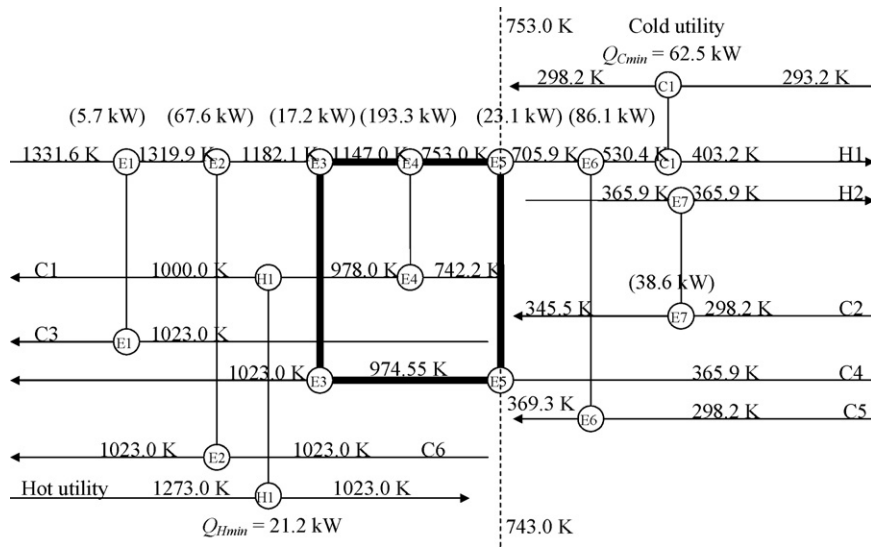 753.0 K Cold utility
Q_Cmin = 62.5 kW
298.2 K C1 293.2 K
(5.7 kW) (67.6 kW) (17.2 kW) (193.3 kW) (23.1 kW) (86.1 kW)
1331.6 K E1 1319.9 K E2 1182.1 K E3 1147.0 K E4 753.0 K E5 705.9 K E6 530.4 K C1 403.2 K H1
365.9 K E7 365.9 K H2
C1 1000.0 K H1 978.0 K E4 742.2 K
(38.6 kW)
345.5 K E7 298.2 K C2
C3 E1 1023.0 K
1023.0 K E3 974.55 K E5 365.9 K C4
369.3 K E6 298.2 K C5
1023.0 K E2 1023.0 K C6
Hot utility 1273.0 K H1 1023.0 K
Q_Hmin = 21.2 kW 743.0 K